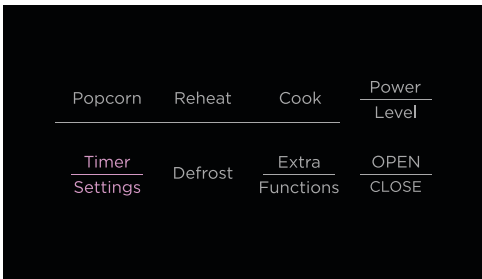 Popcorn Reheat Cook Power
Level
Timer Defrost Extra OPEN
Settings Functions CLOSE